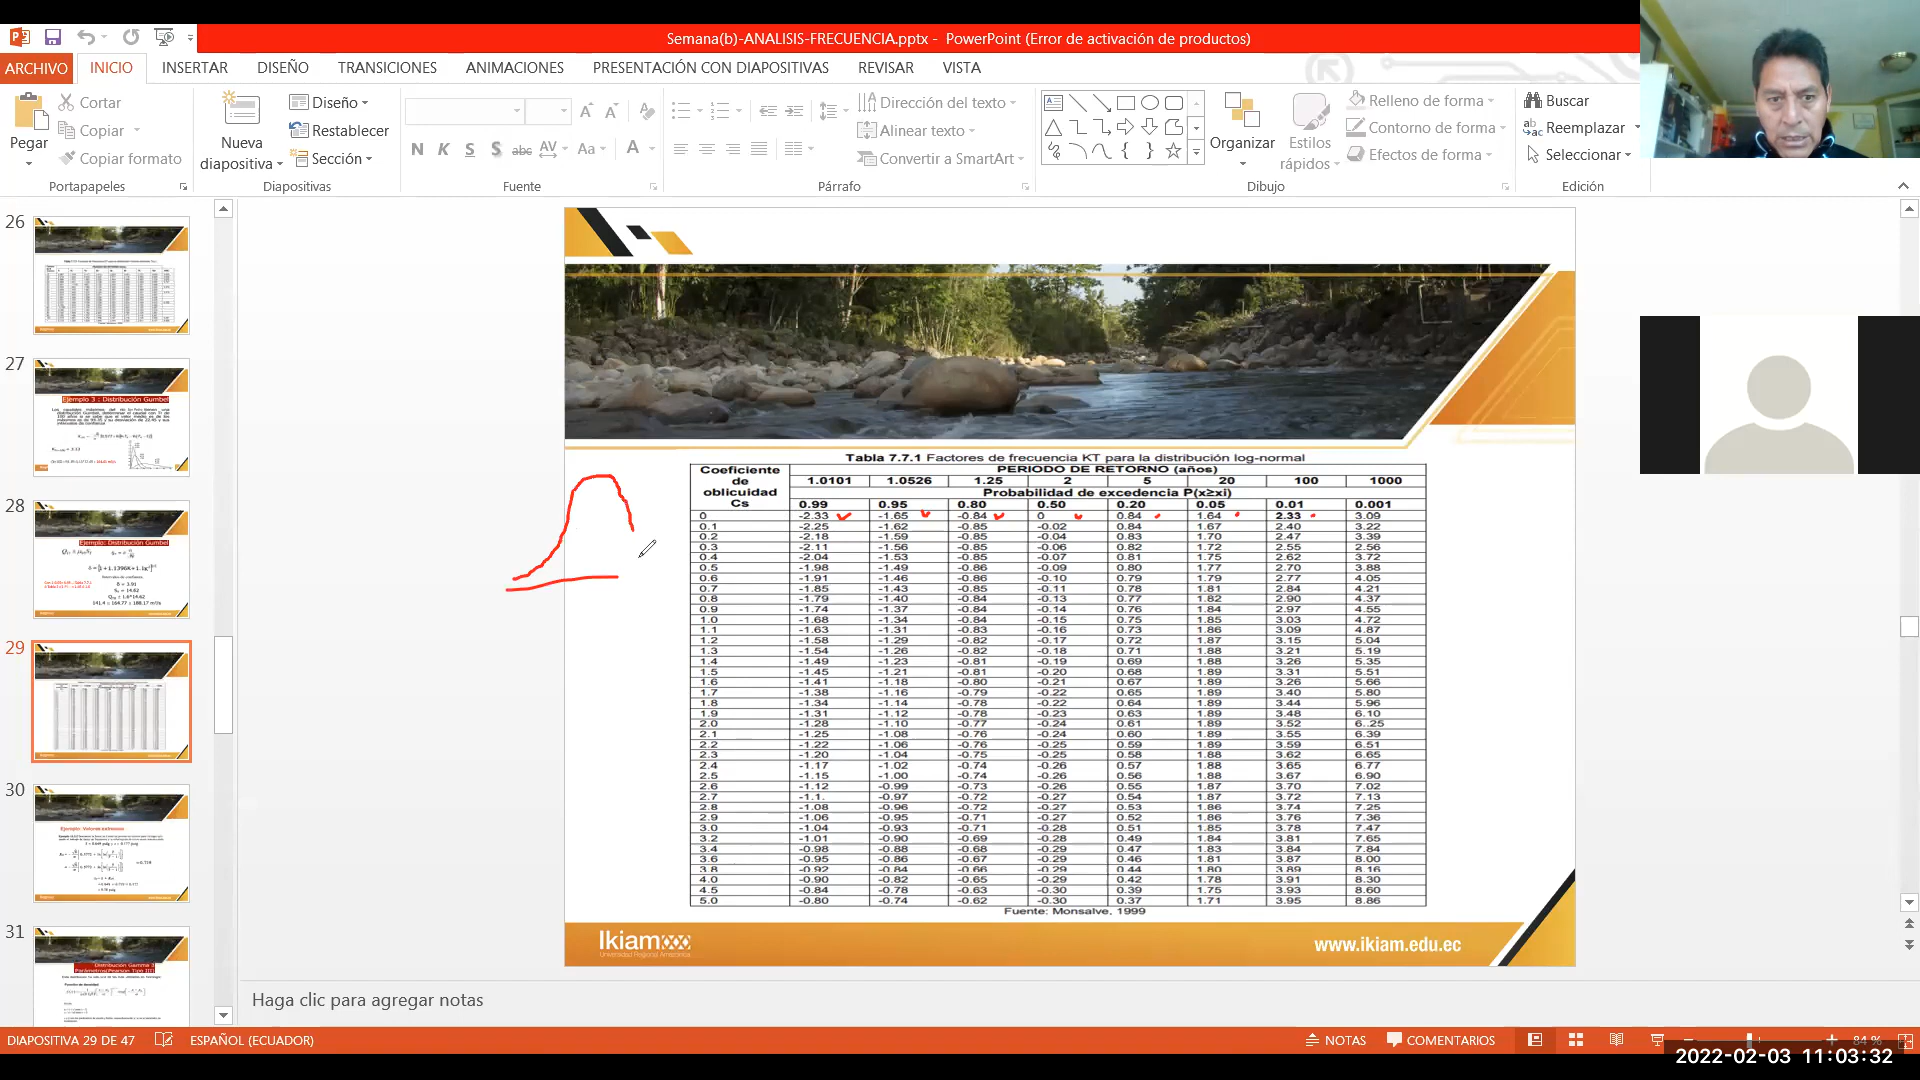 Semana(b)-ANALISIS-FRECUENCIA.pptx - PowerPoint (Error de activación de productos)
ARCHIVO INICIO INSERTAR DISEÑO TRANSICIONES ANIMACIONES PRESENTACIÓN CON DIAPOSITIVAS REVISAR VISTA
Pegar
Cortar
Copiar
Copiar formato
Portapapeles
Nueva diapositiva
Diseño
Restablecer
Sección
Diapositivas
N K S S abc AV Aa A
Fuente
Dirección del texto
Alinear texto
Convertir a SmartArt
Párrafo
Organizar
Estilos rápidos
Relleno de forma
Contorno de forma
Efectos de forma
Dibujo
Buscar
Reemplazar
Seleccionar
Edición
26
27
Ejemplo 3 : Distribución Gumbel
28
Ejemplo: Distribución Gumbel
29
30
Ejemplo: Valores extremos
31
Distribución Gamma 3
Parámetros(Pearson Tipo III)
Tabla 7.7.1 Factores de frecuencia KT para la distribución log-normal
Coeficiente de oblicuidad Cs
PERIODO DE RETORNO (años)
1.0101 1.0526 1.25 2 5 20 100 1000
Probabilidad de excedencia P(x≥xi)
0.99 0.95 0.80 0.50 0.20 0.05 0.01 0.001
0 -2.33 -1.65 -0.84 0 0.84 1.64 2.33 3.09
0.1 -2.25 -1.62 -0.85 -0.02 0.84 1.67 2.40 3.22
0.2 -2.18 -1.59 -0.85 -0.04 0.83 1.70 2.47 3.39
0.3 -2.11 -1.56 -0.85 -0.06 0.82 1.72 2.55 2.56
0.4 -2.04 -1.53 -0.85 -0.07 0.81 1.75 2.62 3.72
0.5 -1.98 -1.49 -0.86 -0.09 0.80 1.77 2.70 3.88
0.6 -1.91 -1.46 -0.86 -0.10 0.79 1.79 2.77 4.05
0.7 -1.85 -1.43 -0.85 -0.11 0.78 1.81 2.84 4.21
0.8 -1.79 -1.40 -0.84 -0.13 0.77 1.82 2.90 4.37
0.9 -1.74 -1.37 -0.84 -0.14 0.76 1.84 2.97 4.55
1.0 -1.68 -1.34 -0.84 -0.15 0.75 1.85 3.03 4.72
1.1 -1.63 -1.31 -0.83 -0.16 0.73 1.86 3.09 4.87
1.2 -1.58 -1.29 -0.82 -0.17 0.72 1.87 3.15 5.04
1.3 -1.54 -1.26 -0.82 -0.18 0.71 1.88 3.21 5.19
1.4 -1.49 -1.23 -0.81 -0.19 0.69 1.88 3.26 5.35
1.5 -1.45 -1.21 -0.81 -0.20 0.68 1.89 3.31 5.51
1.6 -1.41 -1.18 -0.80 -0.21 0.67 1.89 3.26 5.66
1.7 -1.38 -1.16 -0.79 -0.22 0.65 1.89 3.40 5.80
1.8 -1.34 -1.14 -0.78 -0.22 0.64 1.89 3.44 5.96
1.9 -1.31 -1.12 -0.78 -0.23 0.63 1.89 3.48 6.10
2.0 -1.28 -1.10 -0.77 -0.24 0.61 1.89 3.52 6..25
2.1 -1.25 -1.08 -0.76 -0.24 0.60 1.89 3.55 6.39
2.2 -1.22 -1.06 -0.76 -0.25 0.59 1.89 3.59 6.51
2.3 -1.20 -1.04 -0.75 -0.25 0.58 1.88 3.62 6.65
2.4 -1.17 -1.02 -0.74 -0.26 0.57 1.88 3.65 6.77
2.5 -1.15 -1.00 -0.74 -0.26 0.56 1.88 3.67 6.90
2.6 -1.12 -0.99 -0.73 -0.26 0.55 1.87 3.70 7.02
2.7 -1.1. -0.97 -0.72 -0.27 0.54 1.87 3.72 7.13
2.8 -1.08 -0.96 -0.72 -0.27 0.53 1.86 3.74 7.25
2.9 -1.06 -0.95 -0.71 -0.27 0.52 1.86 3.76 7.36
3.0 -1.04 -0.93 -0.71 -0.28 0.51 1.85 3.78 7.47
3.2 -1.01 -0.90 -0.69 -0.28 0.49 1.84 3.81 7.65
3.4 -0.98 -0.88 -0.68 -0.29 0.47 1.83 3.84 7.84
3.6 -0.95 -0.86 -0.67 -0.29 0.46 1.81 3.87 8.00
3.8 -0.92 -0.84 -0.66 -0.29 0.44 1.80 3.89 8.16
4.0 -0.90 -0.82 -0.65 -0.29 0.42 1.78 3.91 8.30
4.5 -0.84 -0.78 -0.63 -0.30 0.39 1.75 3.93 8.60
5.0 -0.80 -0.74 -0.62 -0.30 0.37 1.71 3.95 8.86
Fuente: Monsalve, 1999
Ikiam
Universidad Regional Amazónica
www.ikiam.edu.ec
Haga clic para agregar notas
DIAPOSITIVA 29 DE 47 ESPAÑOL (ECUADOR) NOTAS COMENTARIOS 84 %
2022-02-03 11:03:32